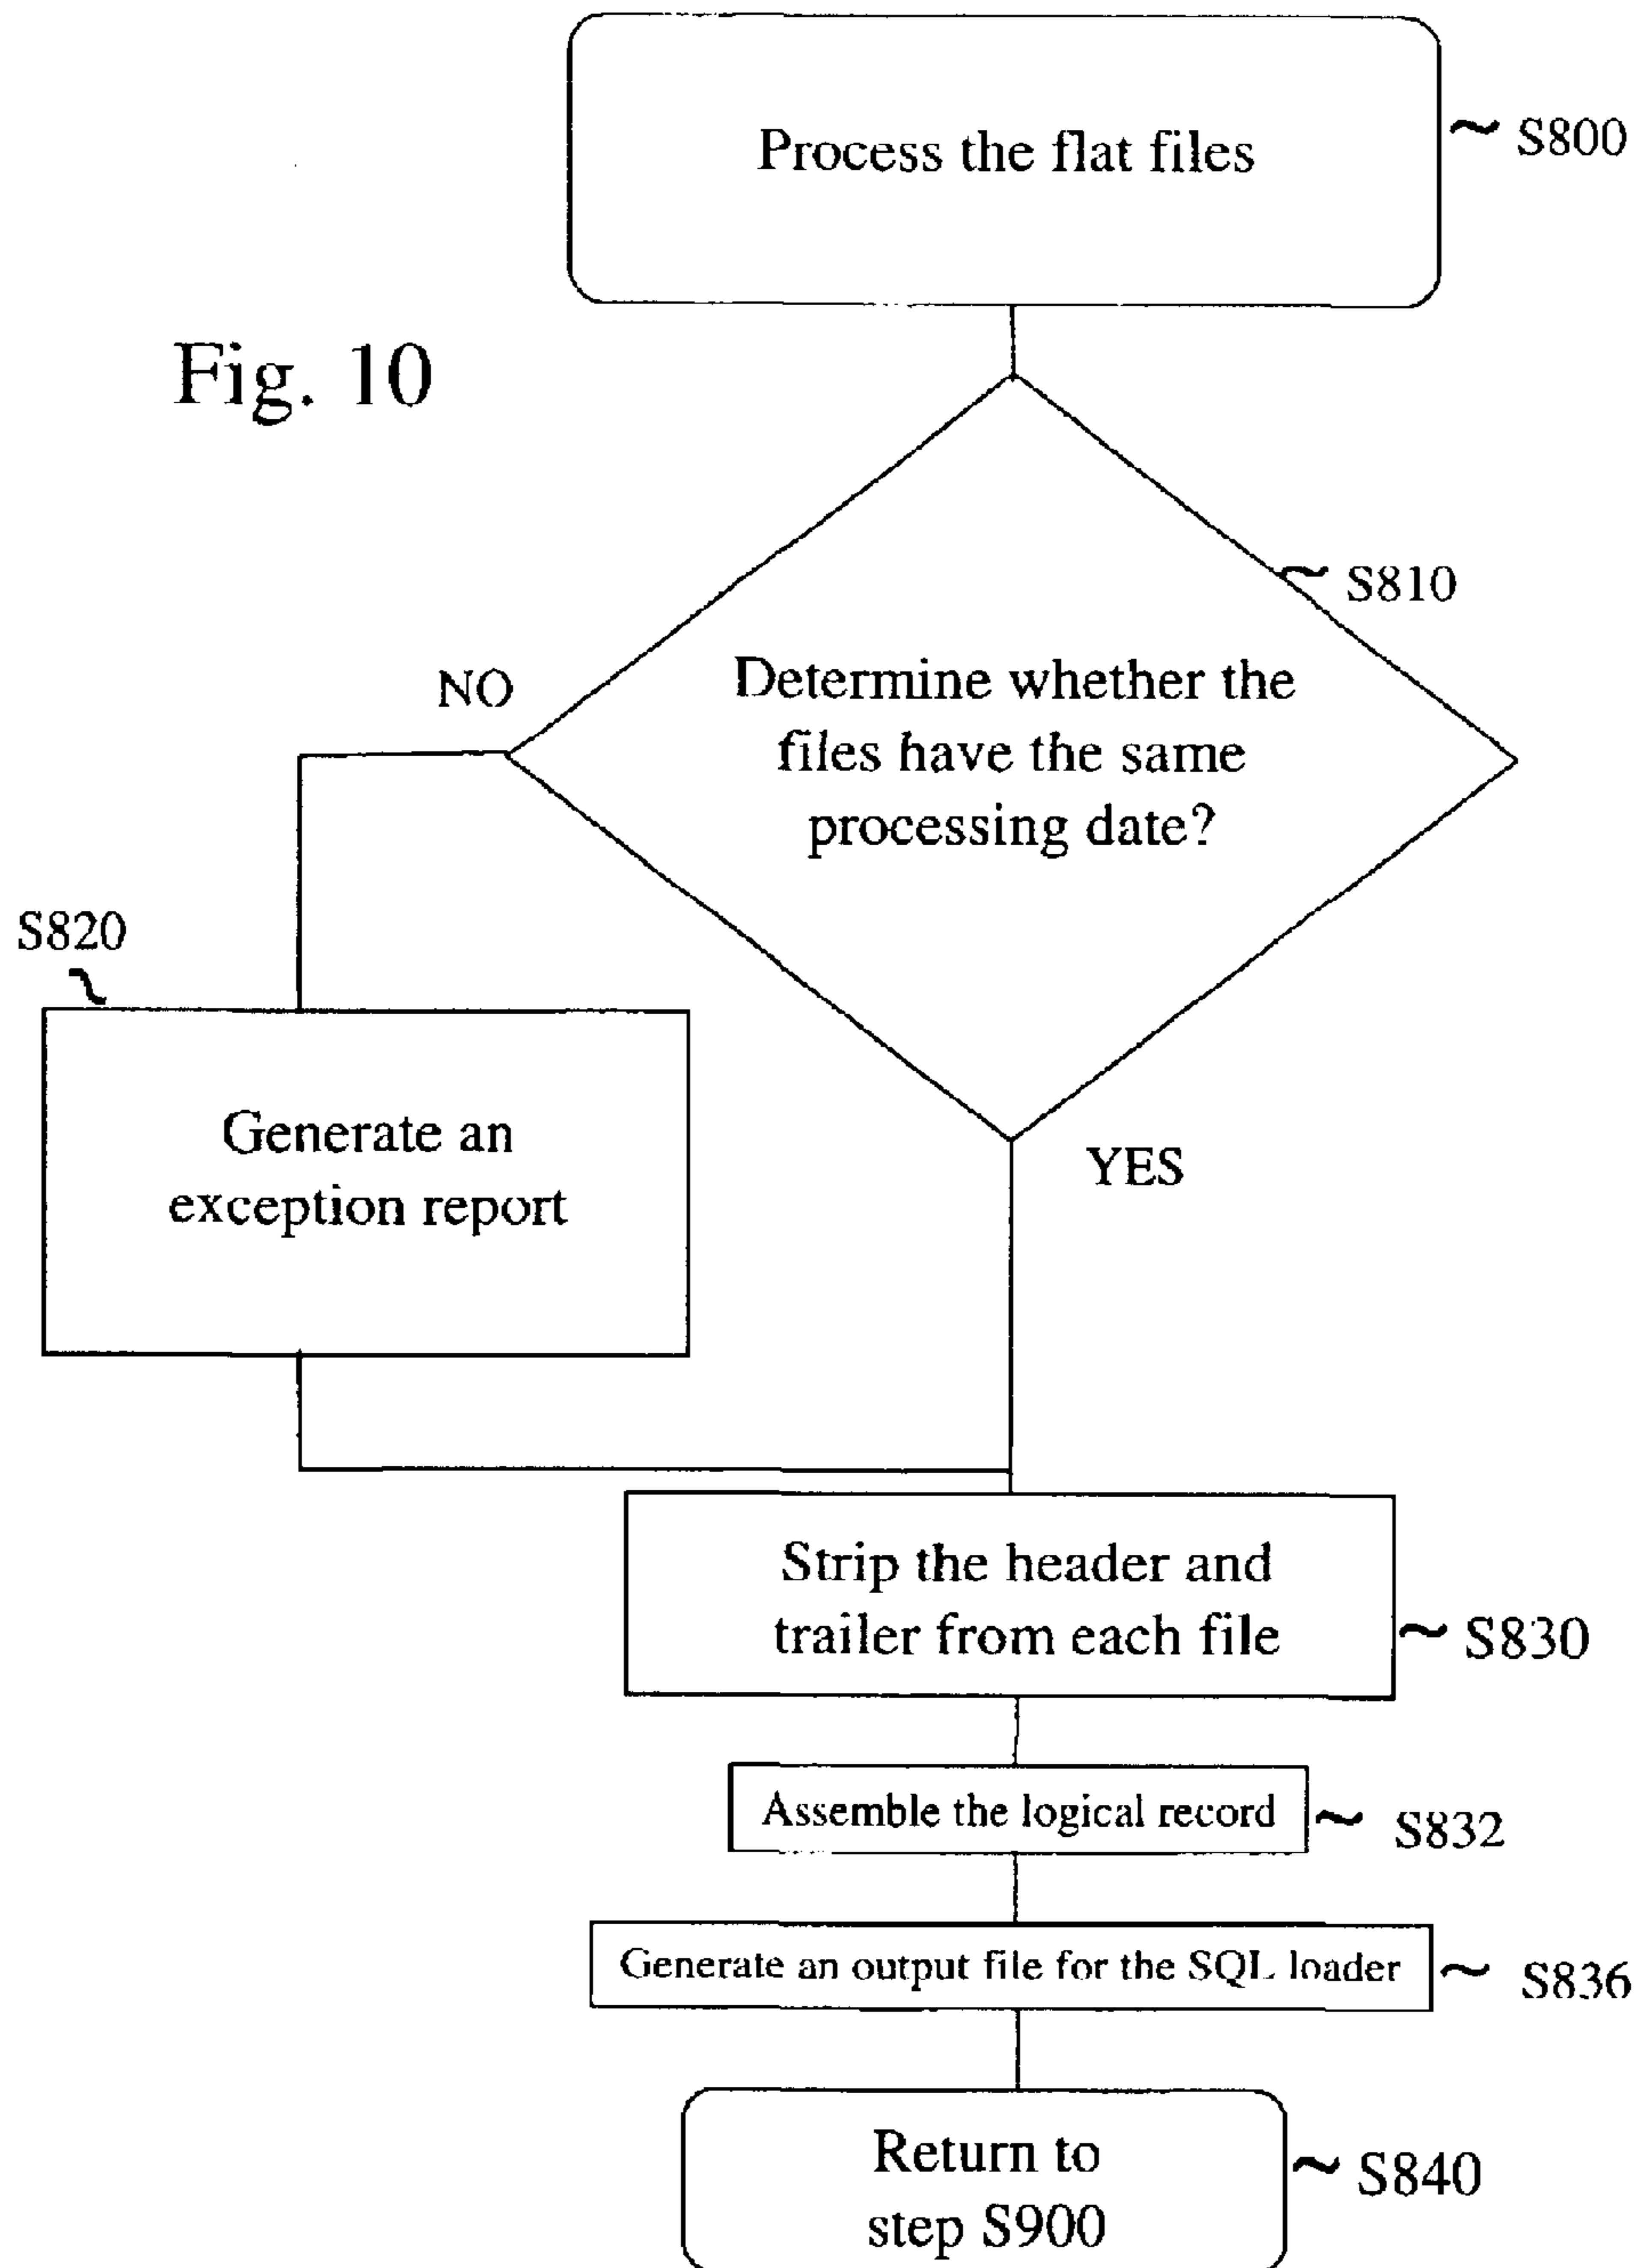 Process the flat files
S800
Fig. 10
S810
Determine whether the
files have the same
processing date?
NO
YES
S820
Generate an
exception report
Strip the header and
trailer from each file
S830
Assemble the logical record
S832
Generate an output file for the SQL loader
S836
Return to
step S900
S840